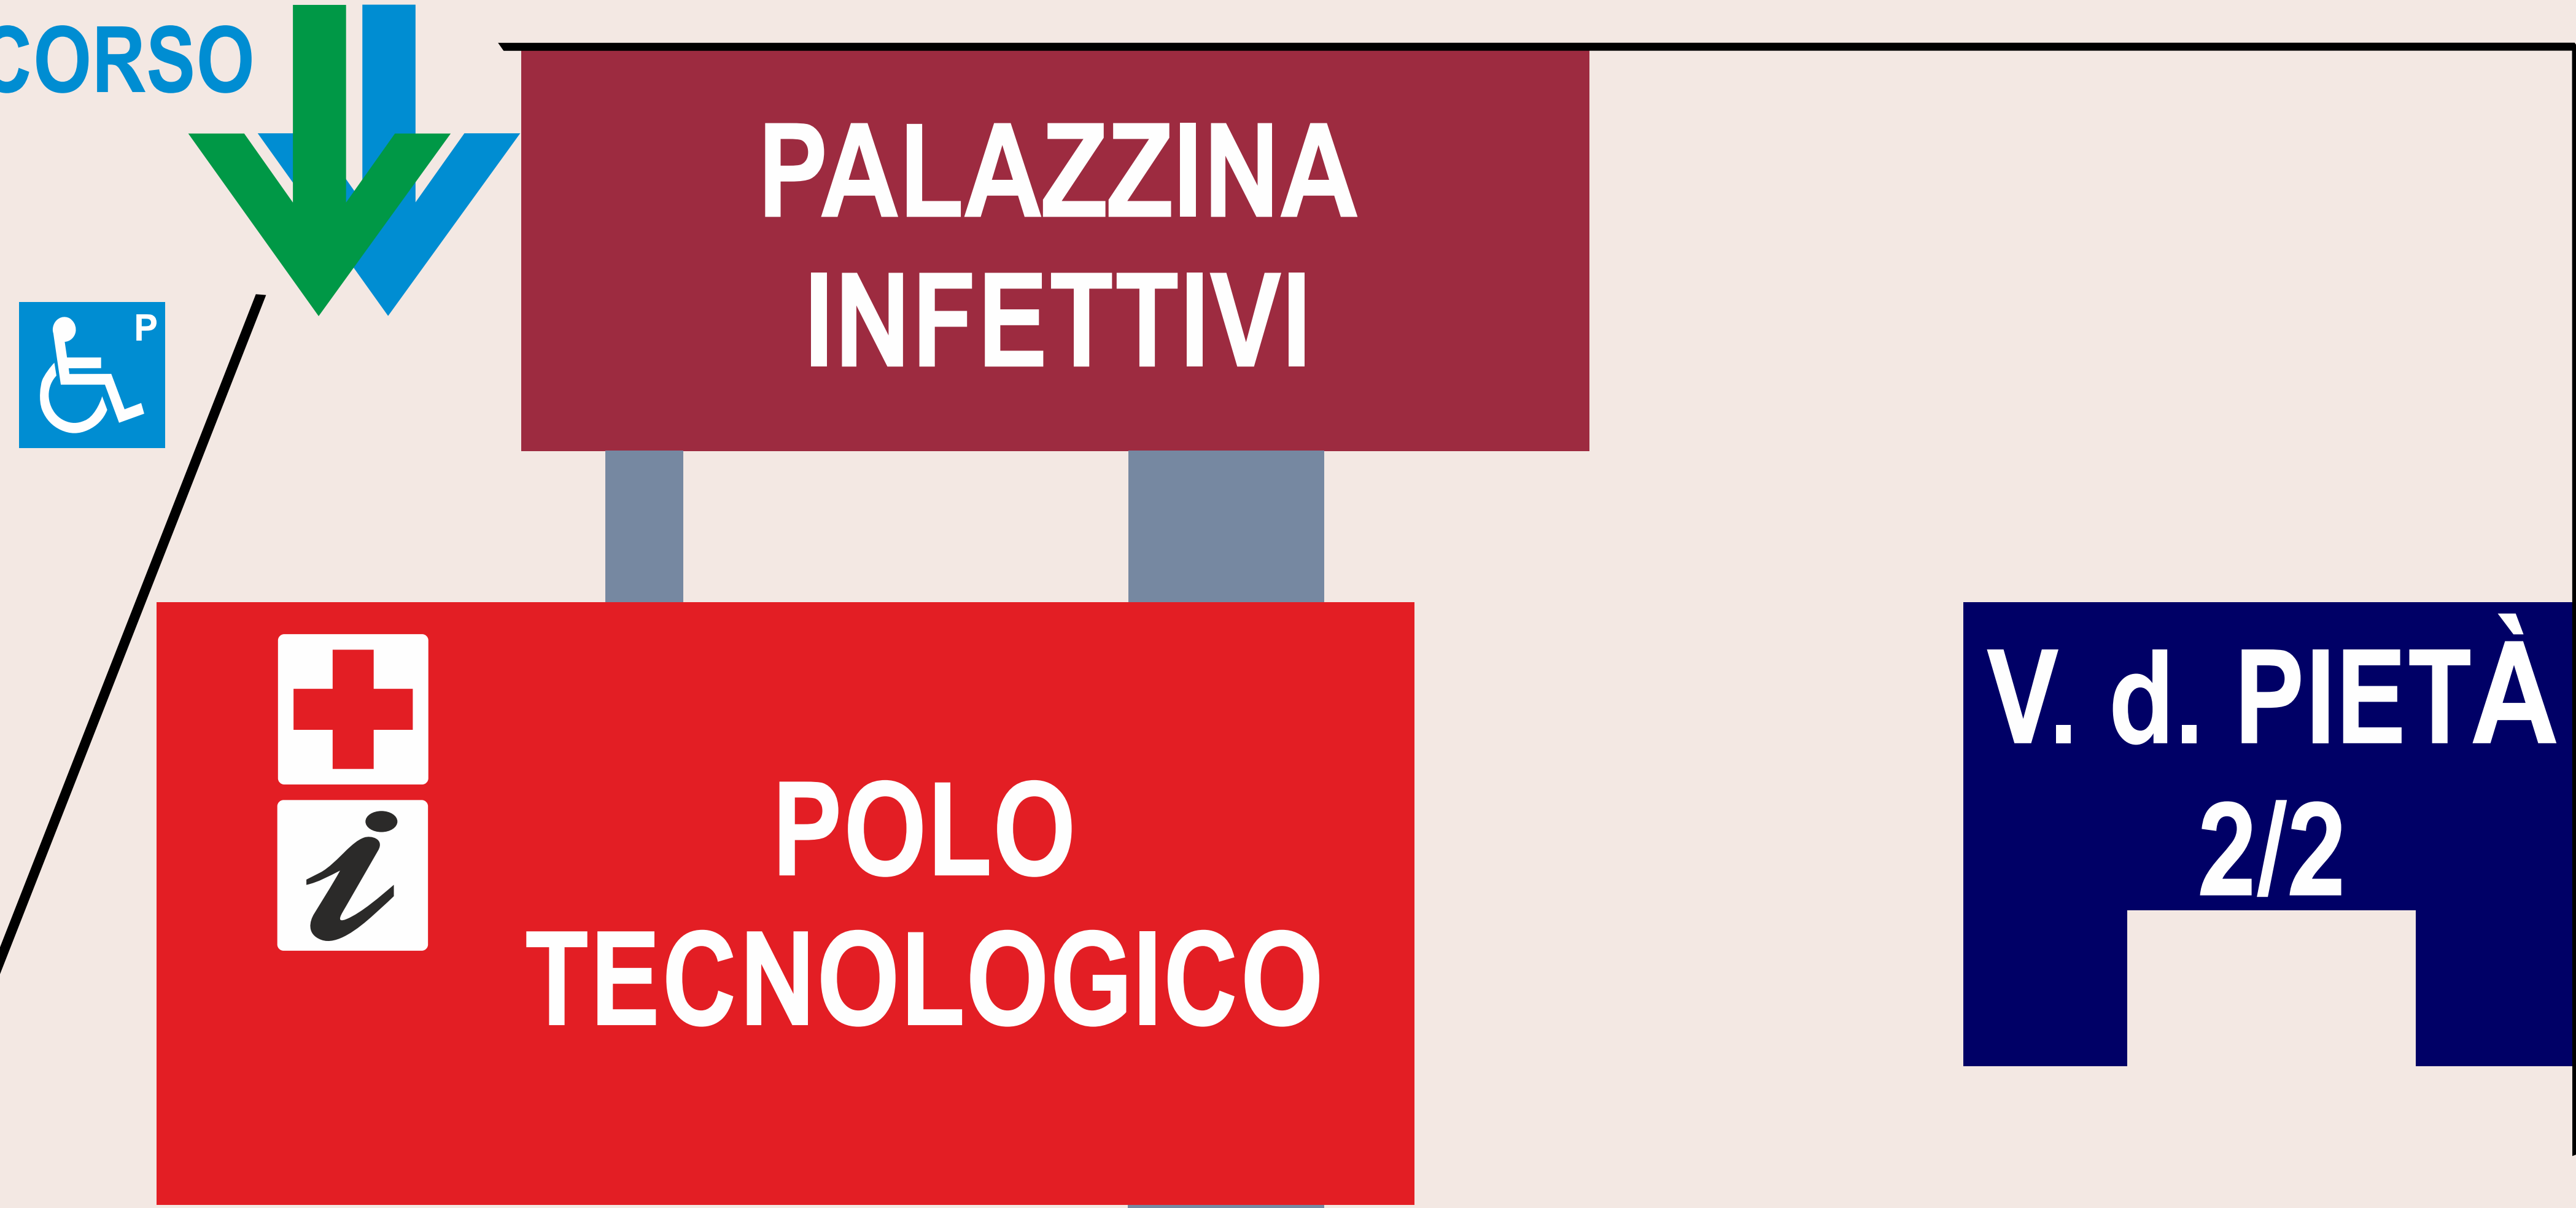 CORSO
P
PALAZZINA
INFETTIVI
i
POLO
TECNOLOGICO
V. d. PIETÀ
2/2